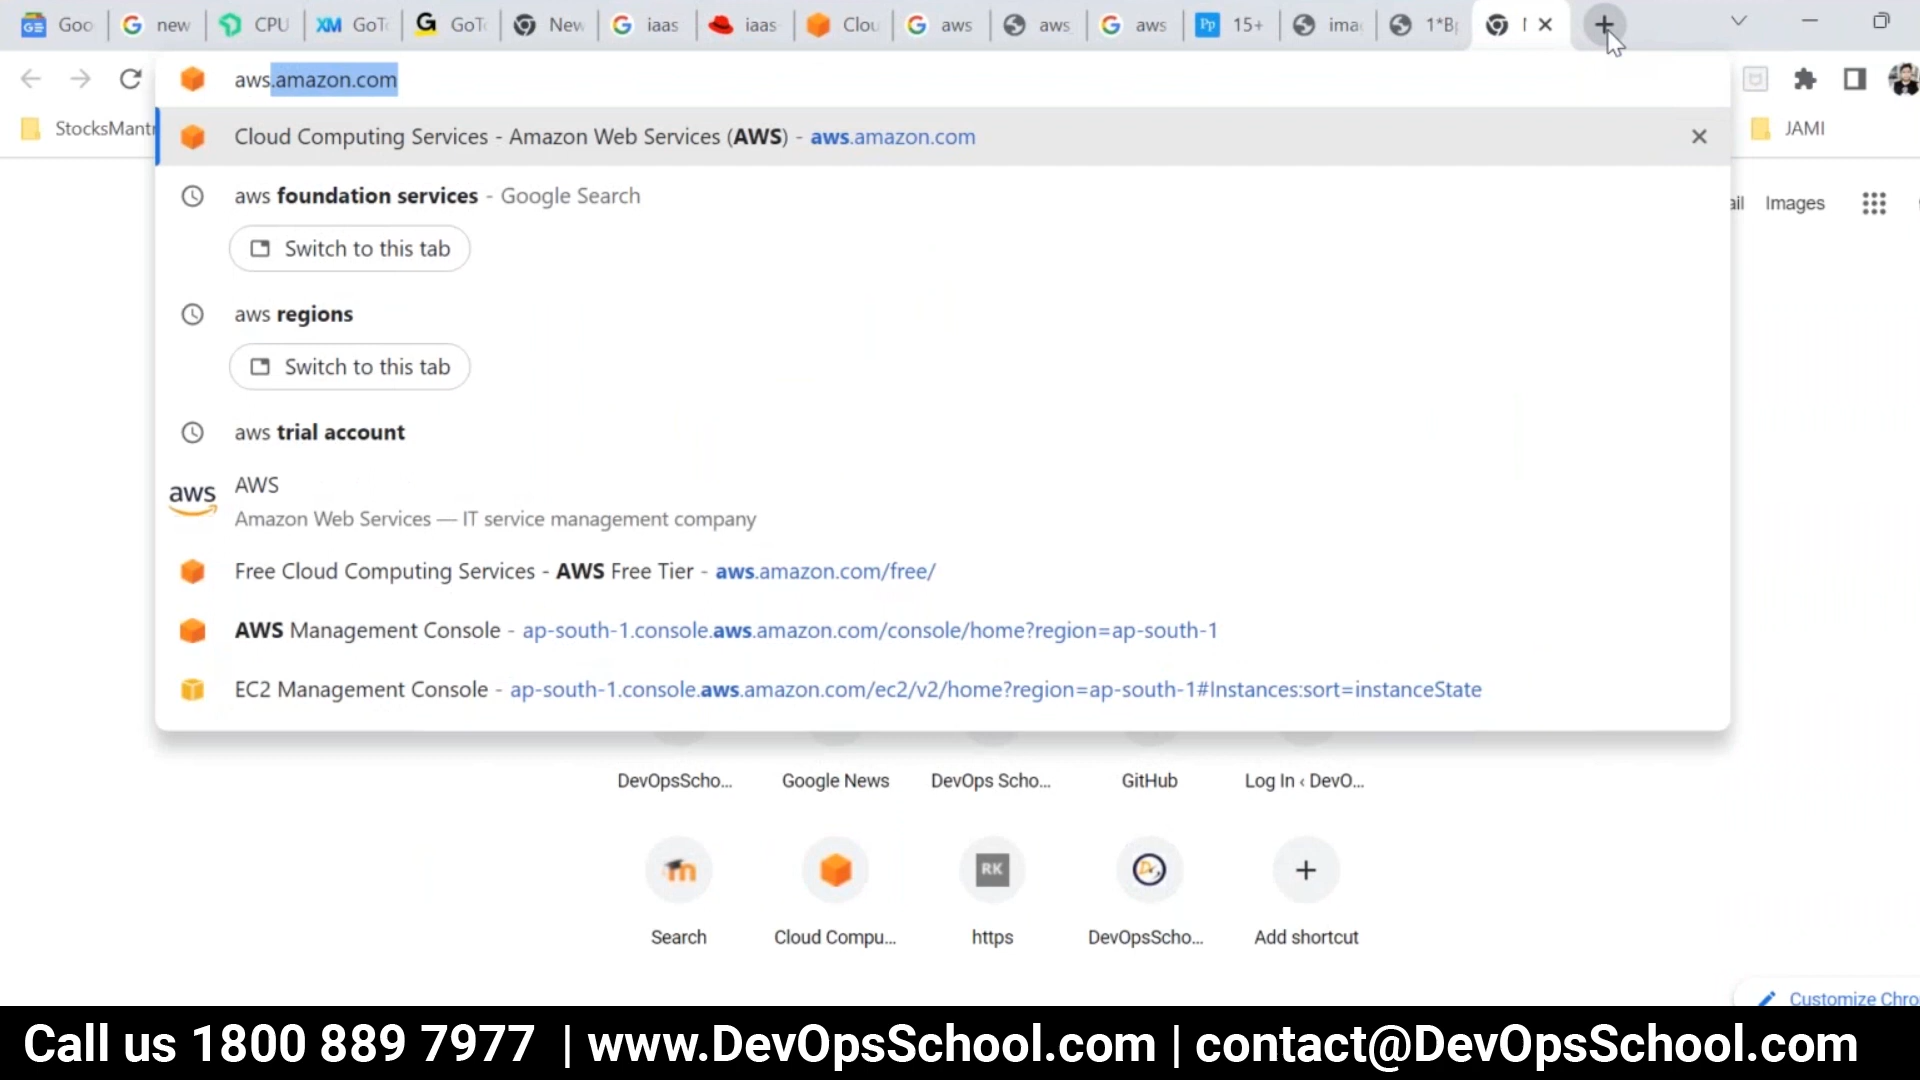 Goo
new
CPU
XM GoT
G GoT
New
iaas
iaas
Clou
aws
aws
aws
Pp 15+
ima
1*B
aws.amazon.com
StocksMant
JAMI
Cloud Computing Services - Amazon Web Services (AWS) - aws.amazon.com
aws foundation services - Google Search
Switch to this tab
ail Images
aws regions
Switch to this tab
aws trial account
aws
AWS
Amazon Web Services — IT service management company
Free Cloud Computing Services - AWS Free Tier - aws.amazon.com/free/
AWS Management Console - ap-south-1.console.aws.amazon.com/console/home?region=ap-south-1
EC2 Management Console - ap-south-1.console.aws.amazon.com/ec2/v2/home?region=ap-south-1#Instances:sort=instanceState
DevOpsScho... Google News DevOps Scho... GitHub Log In ‹ DevO...
RK
Search Cloud Compu... https DevOpsScho... Add shortcut
Customize Chro
Call us 1800 889 7977 | www.DevOpsSchool.com | contact@DevOpsSchool.com